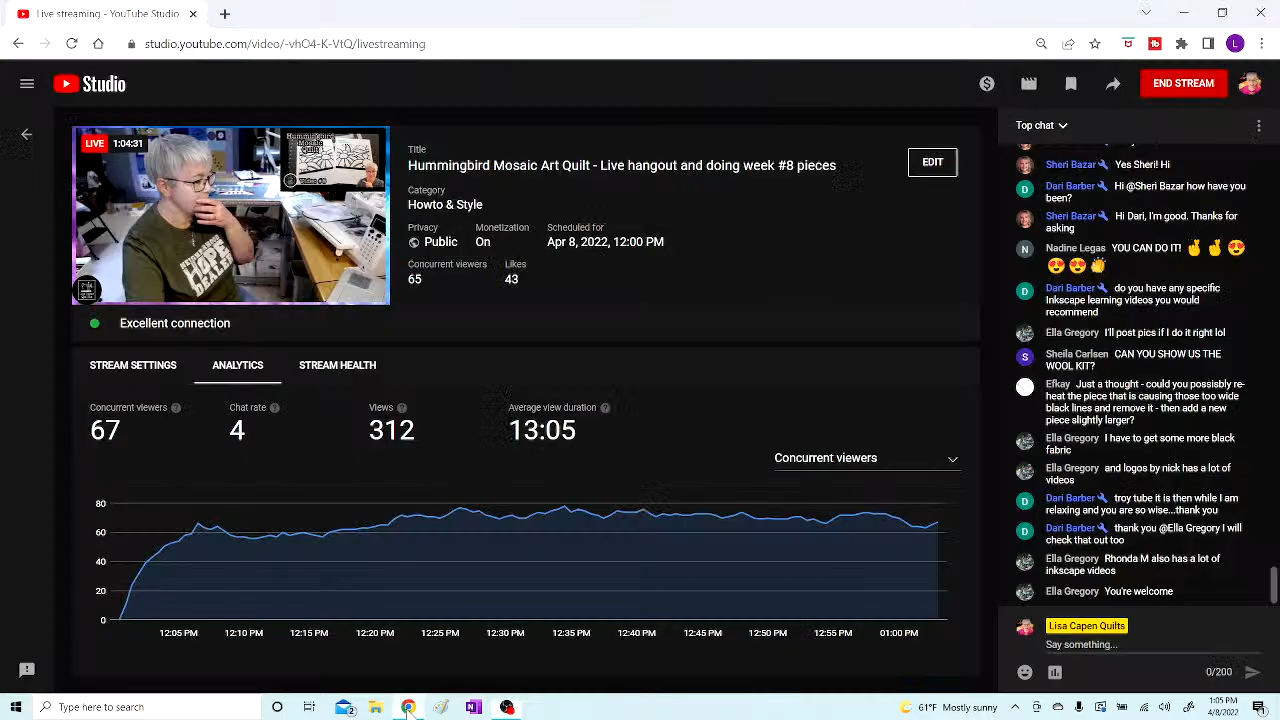 Live streaming - YouTube Studio
studio.youtube.com/video/-vhO4-K-VtQ/livestreaming
Studio
END STREAM
LIVE 1:04:31
Hummingbird
Mosaic
Quilt
Title
Hummingbird Mosaic Art Quilt - Live hangout and doing week #8 pieces
EDIT
Category
Howto & Style
Privacy
Public
Monetization
On
Scheduled for
Apr 8, 2022, 12:00 PM
Concurrent viewers
65
Likes
43
HOPE
DEALER
Excellent connection
STREAM SETTINGS
ANALYTICS
STREAM HEALTH
Concurrent viewers
67
Chat rate
4
Views
312
Average view duration
13:05
Concurrent viewers
80
60
40
20
0
12:05 PM 12:10 PM 12:15 PM 12:20 PM 12:25 PM 12:30 PM 12:35 PM 12:40 PM 12:45 PM 12:50 PM 12:55 PM 01:00 PM
Top chat
Sheri Bazar Yes Sheri! Hi
Dari Barber Hi @Sheri Bazar how have you
been?
Sheri Bazar Hi Dari, I'm good. Thanks for
asking
Nadine Legas YOU CAN DO IT! 🤞🤞😍
😍😍👏
Dari Barber do you have any specific
Inkscape learning videos you would
recommend
Ella Gregory I'll post pics if I do it right lol
Sheila Carlsen CAN YOU SHOW US THE
WOOL KIT?
Efkay Just a thought - could you possisbly re-
heat the piece that is causing those too wide
black lines and remove it - then add a new
piece slightly larger?
Ella Gregory I have to get some more black
fabric
Ella Gregory and logos by nick has a lot of
videos
Dari Barber troy tube it is then while I am
relaxing and you are so wise...thank you
Dari Barber thank you @Ella Gregory I will
check that out too
Ella Gregory Rhonda M also has a lot of
inkscape videos
Ella Gregory You're welcome
Lisa Capen Quilts
Say something...
0/200
Type here to search
61°F Mostly sunny
1:05 PM
4/8/2022